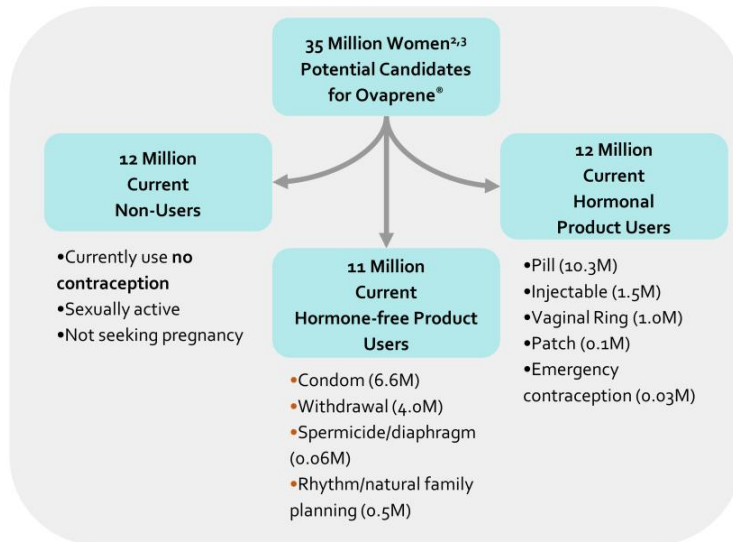 35 Million Women²,³
Potential Candidates
for Ovaprene®
12 Million
Current
Non-Users
•Currently use no
contraception
•Sexually active
•Not seeking pregnancy
11 Million
Current
Hormone-free Product
Users
•Condom (6.6M)
•Withdrawal (4.0M)
•Spermicide/diaphragm
(0.06M)
•Rhythm/natural family
planning (0.5M)
12 Million
Current
Hormonal
Product Users
•Pill (10.3M)
•Injectable (1.5M)
•Vaginal Ring (1.0M)
•Patch (0.1M)
•Emergency
contraception (0.03M)